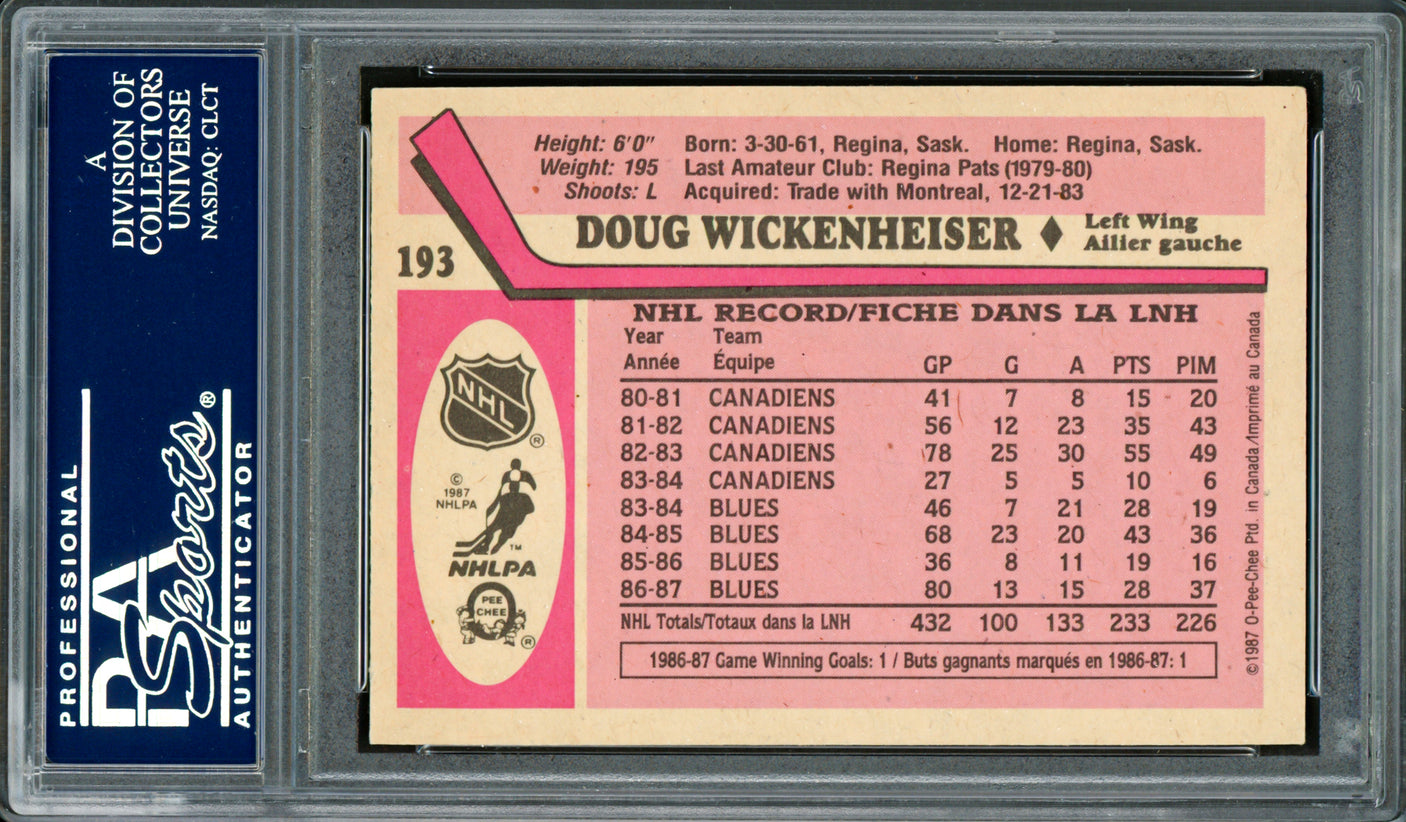 A
DIVISION OF
COLLECTORS
UNIVERSE
NASDAQ: CLCT
PROFESSIONAL
PSA
Sports®
AUTHENTICATOR
Height: 6'0" Born: 3-30-61, Regina, Sask. Home: Regina, Sask.
Weight: 195 Last Amateur Club: Regina Pats (1979-80)
Shoots: L Acquired: Trade with Montreal, 12-21-83
193 DOUG WICKENHEISER ♦ Left Wing
Ailier gauche
NHL
®
©
1987
NHLPA
TM
NHLPA
O
PEE
CHEE
®
NHL RECORD/FICHE DANS LA LNH
Year Team
Année Équipe GP G A PTS PIM
80-81 CANADIENS 41 7 8 15 20
81-82 CANADIENS 56 12 23 35 43
82-83 CANADIENS 78 25 30 55 49
83-84 CANADIENS 27 5 5 10 6
83-84 BLUES 46 7 21 28 19
84-85 BLUES 68 23 20 43 36
85-86 BLUES 36 8 11 19 16
86-87 BLUES 80 13 15 28 37
NHL Totals/Totaux dans la LNH 432 100 133 233 226
1986-87 Game Winning Goals: 1 / Buts gagnants marqués en 1986-87: 1
©1987 O-Pee-Chee Ptd. in Canada/Imprimé au Canada